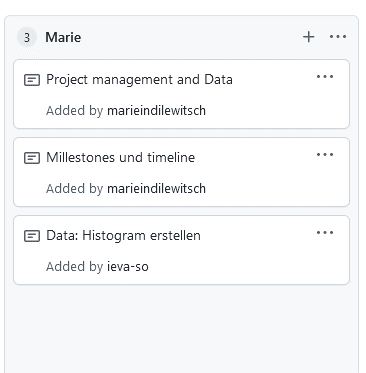 3 Marie
Project management and Data
Added by marieindilewitsch
Millestones und timeline
Added by marieindilewitsch
Data: Histogram erstellen
Added by ieva-so